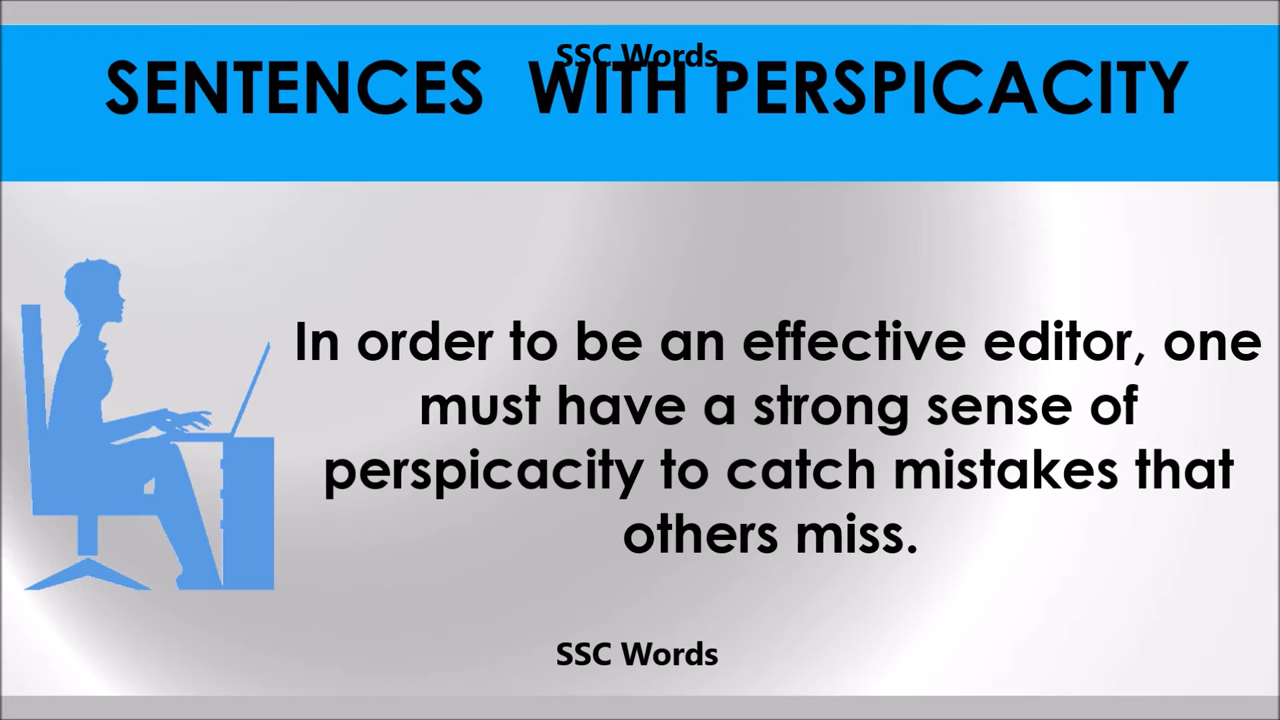 SSC Words
SENTENCES WITH PERSPICACITY
In order to be an effective editor, one
must have a strong sense of
perspicacity to catch mistakes that
others miss.
SSC Words